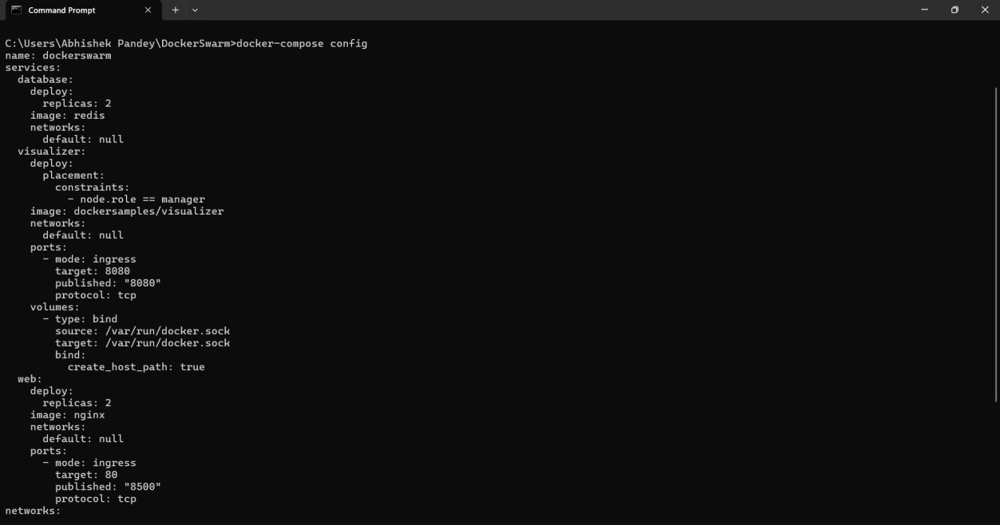 Command Prompt
C:\Users\Abhishek Pandey\DockerSwarm>docker-compose config
name: dockerswarm
services:
  database:
    deploy:
      replicas: 2
    image: redis
    networks:
      default: null
  visualizer:
    deploy:
      placement:
        constraints:
          - node.role == manager
    image: dockersamples/visualizer
    networks:
      default: null
    ports:
      - mode: ingress
        target: 8080
        published: "8080"
        protocol: tcp
    volumes:
      - type: bind
        source: /var/run/docker.sock
        target: /var/run/docker.sock
        bind:
          create_host_path: true
  web:
    deploy:
      replicas: 2
    image: nginx
    networks:
      default: null
    ports:
      - mode: ingress
        target: 80
        published: "8500"
        protocol: tcp
networks: